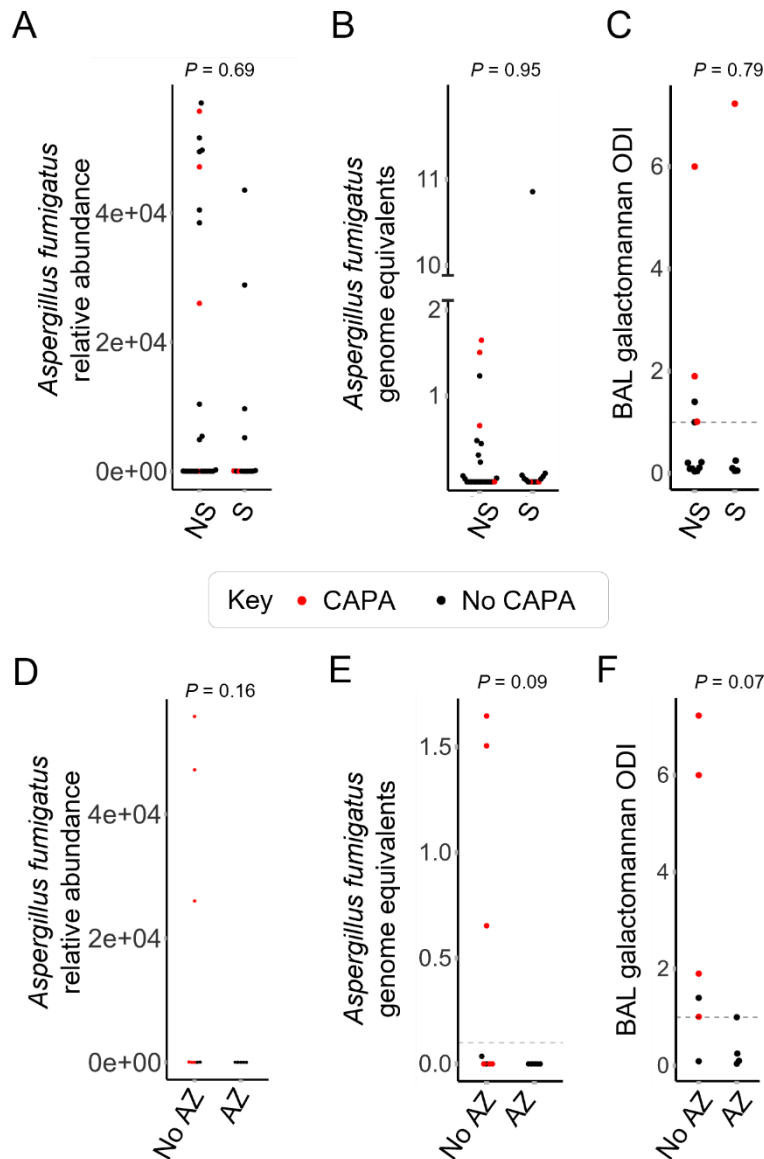 A
P = 0.69
Aspergillus fumigatus
relative abundance
4e+04
2e+04
0e+00
NS
S
B
P = 0.95
Aspergillus fumigatus
genome equivalents
11
10
2
1
NS
S
C
P = 0.79
BAL galactomannan ODI
6
4
2
0
NS
S
Key CAPA No CAPA
D
P = 0.16
Aspergillus fumigatus
relative abundance
4e+04
2e+04
0e+00
No AZ
AZ
E
P = 0.09
Aspergillus fumigatus
genome equivalents
1.5
1.0
0.5
0.0
No AZ
AZ
F
P = 0.07
BAL galactomannan ODI
6
4
2
0
No AZ
AZ